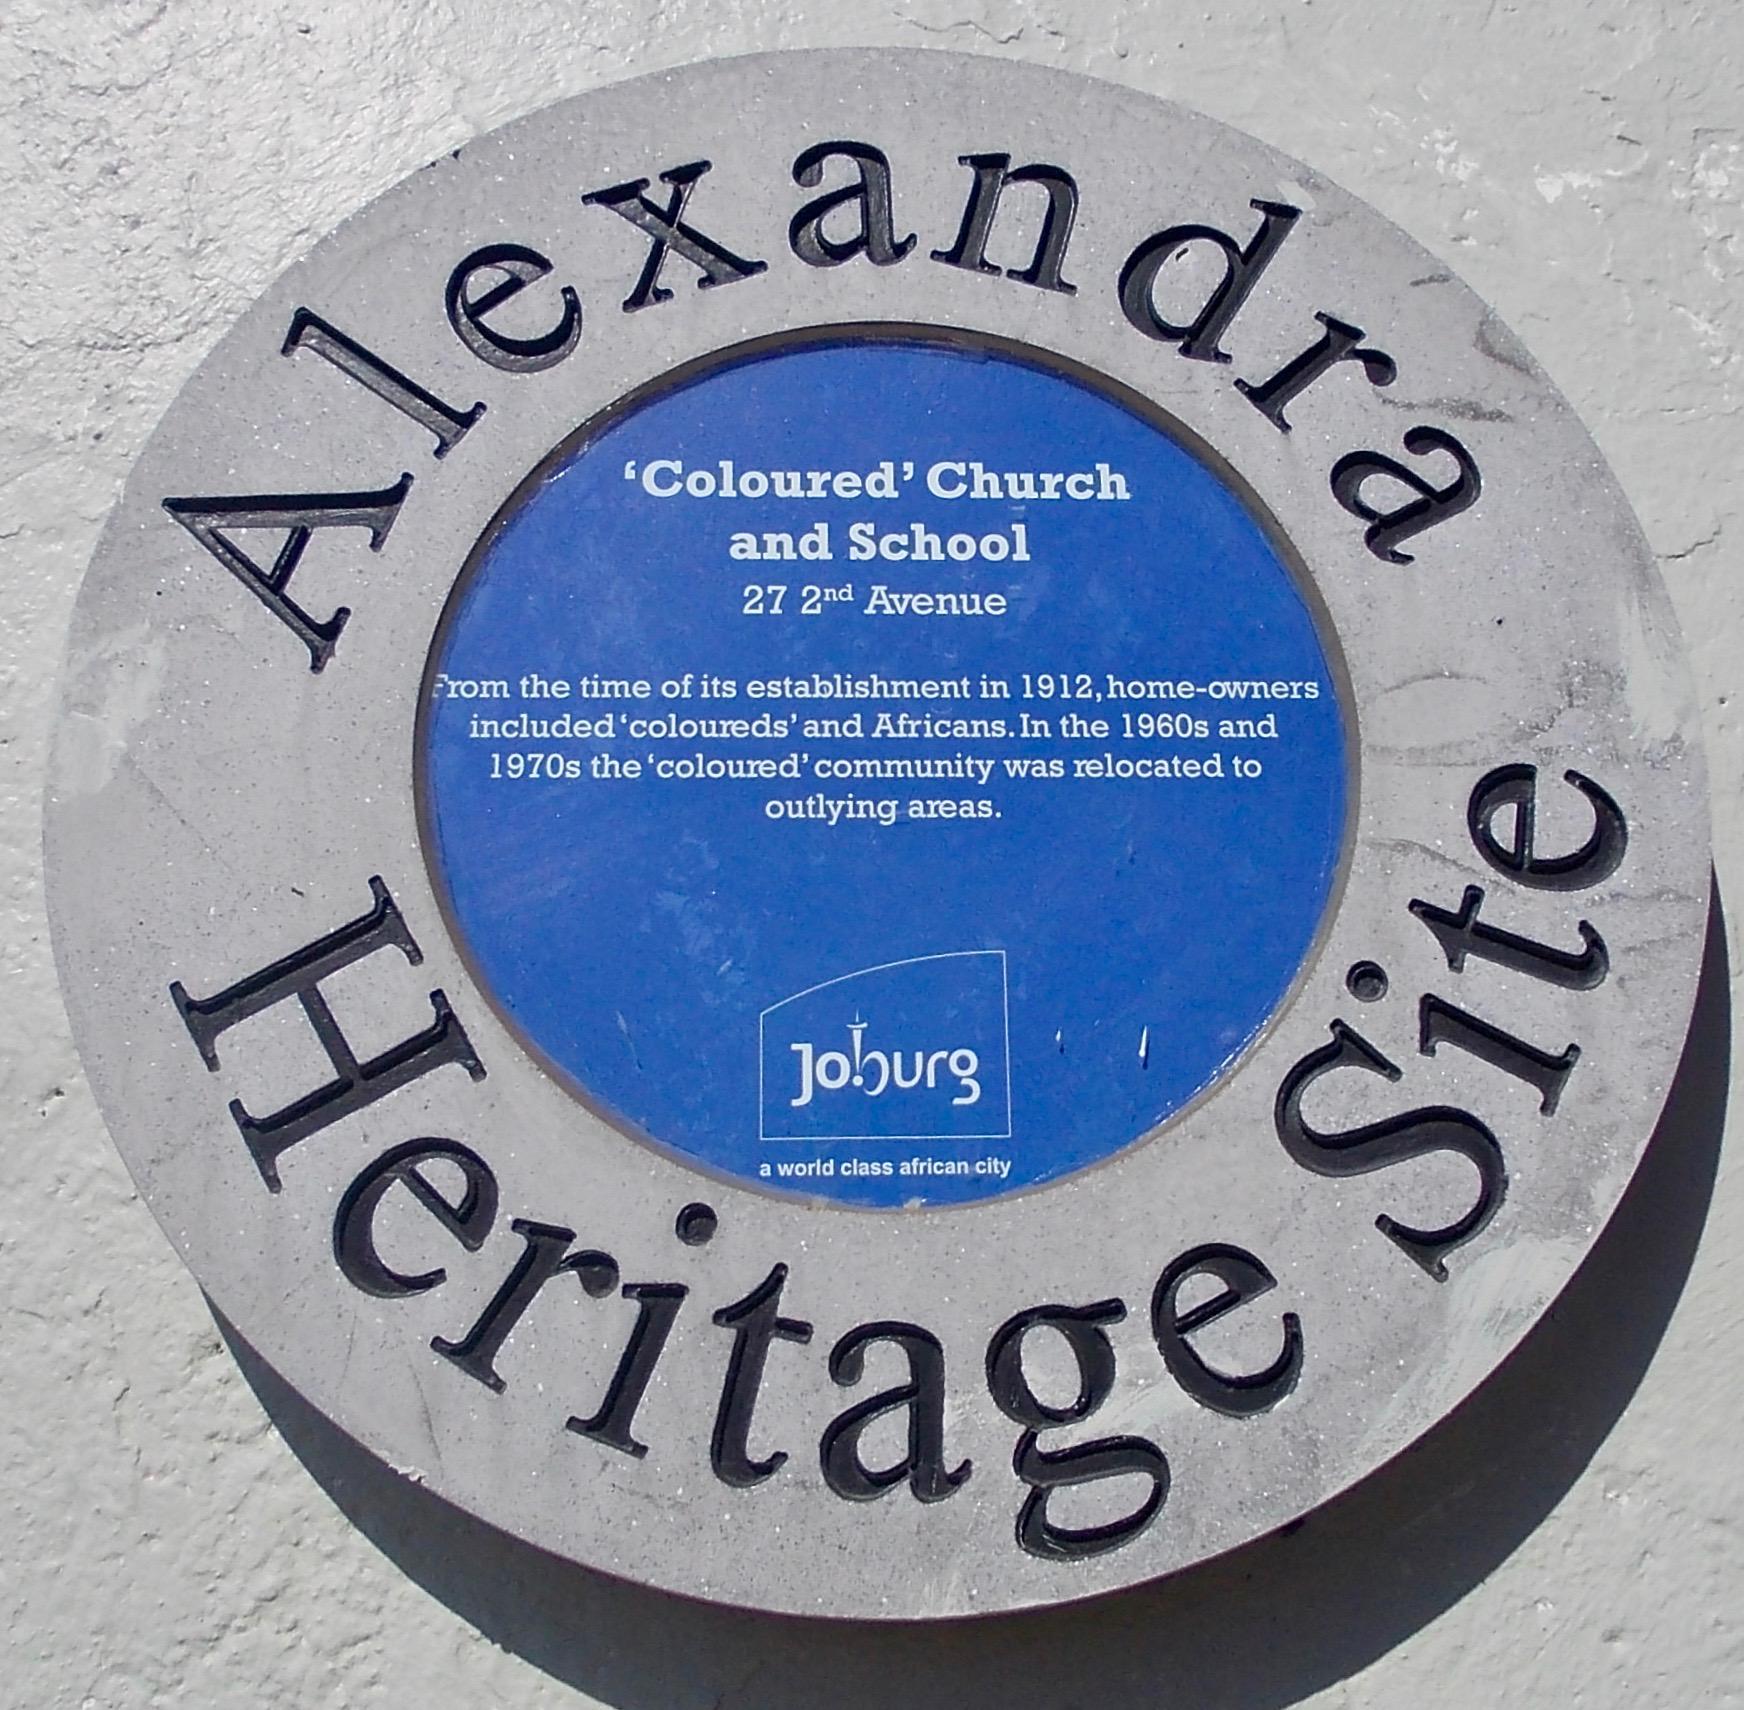 Alexandra
‘Coloured’ Church
and School
27 2nd Avenue
From the time of its establishment in 1912, home-owners
included ‘coloureds’ and Africans. In the 1960s and
1970s the ‘coloured’ community was relocated to
outlying areas.
Joburg
a world class african city
Heritage Site